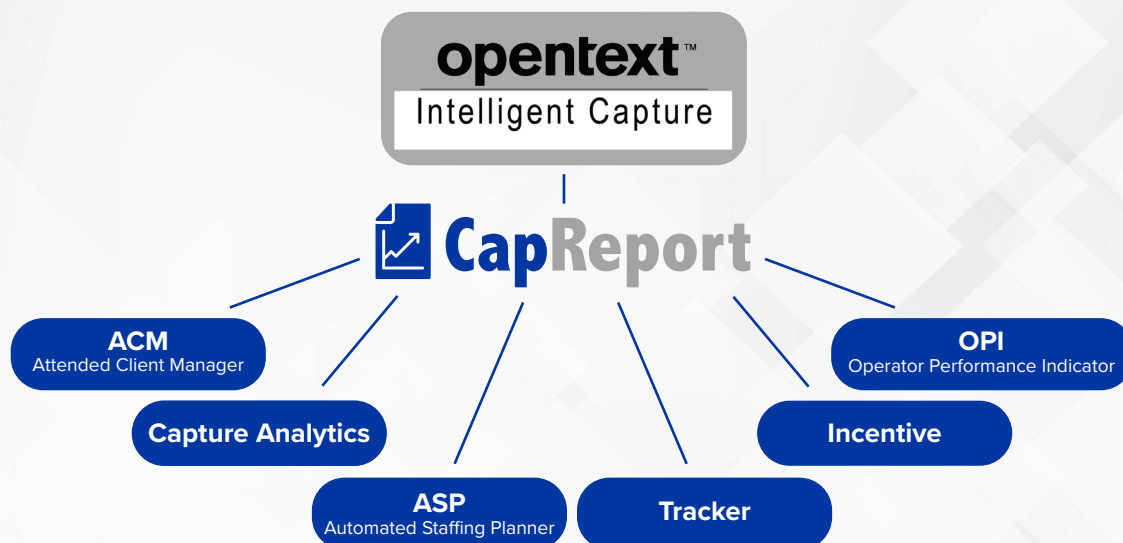 opentext™
Intelligent Capture
CapReport
ACM
Attended Client Manager
OPI
Operator Performance Indicator
Capture Analytics
Incentive
ASP
Automated Staffing Planner
Tracker